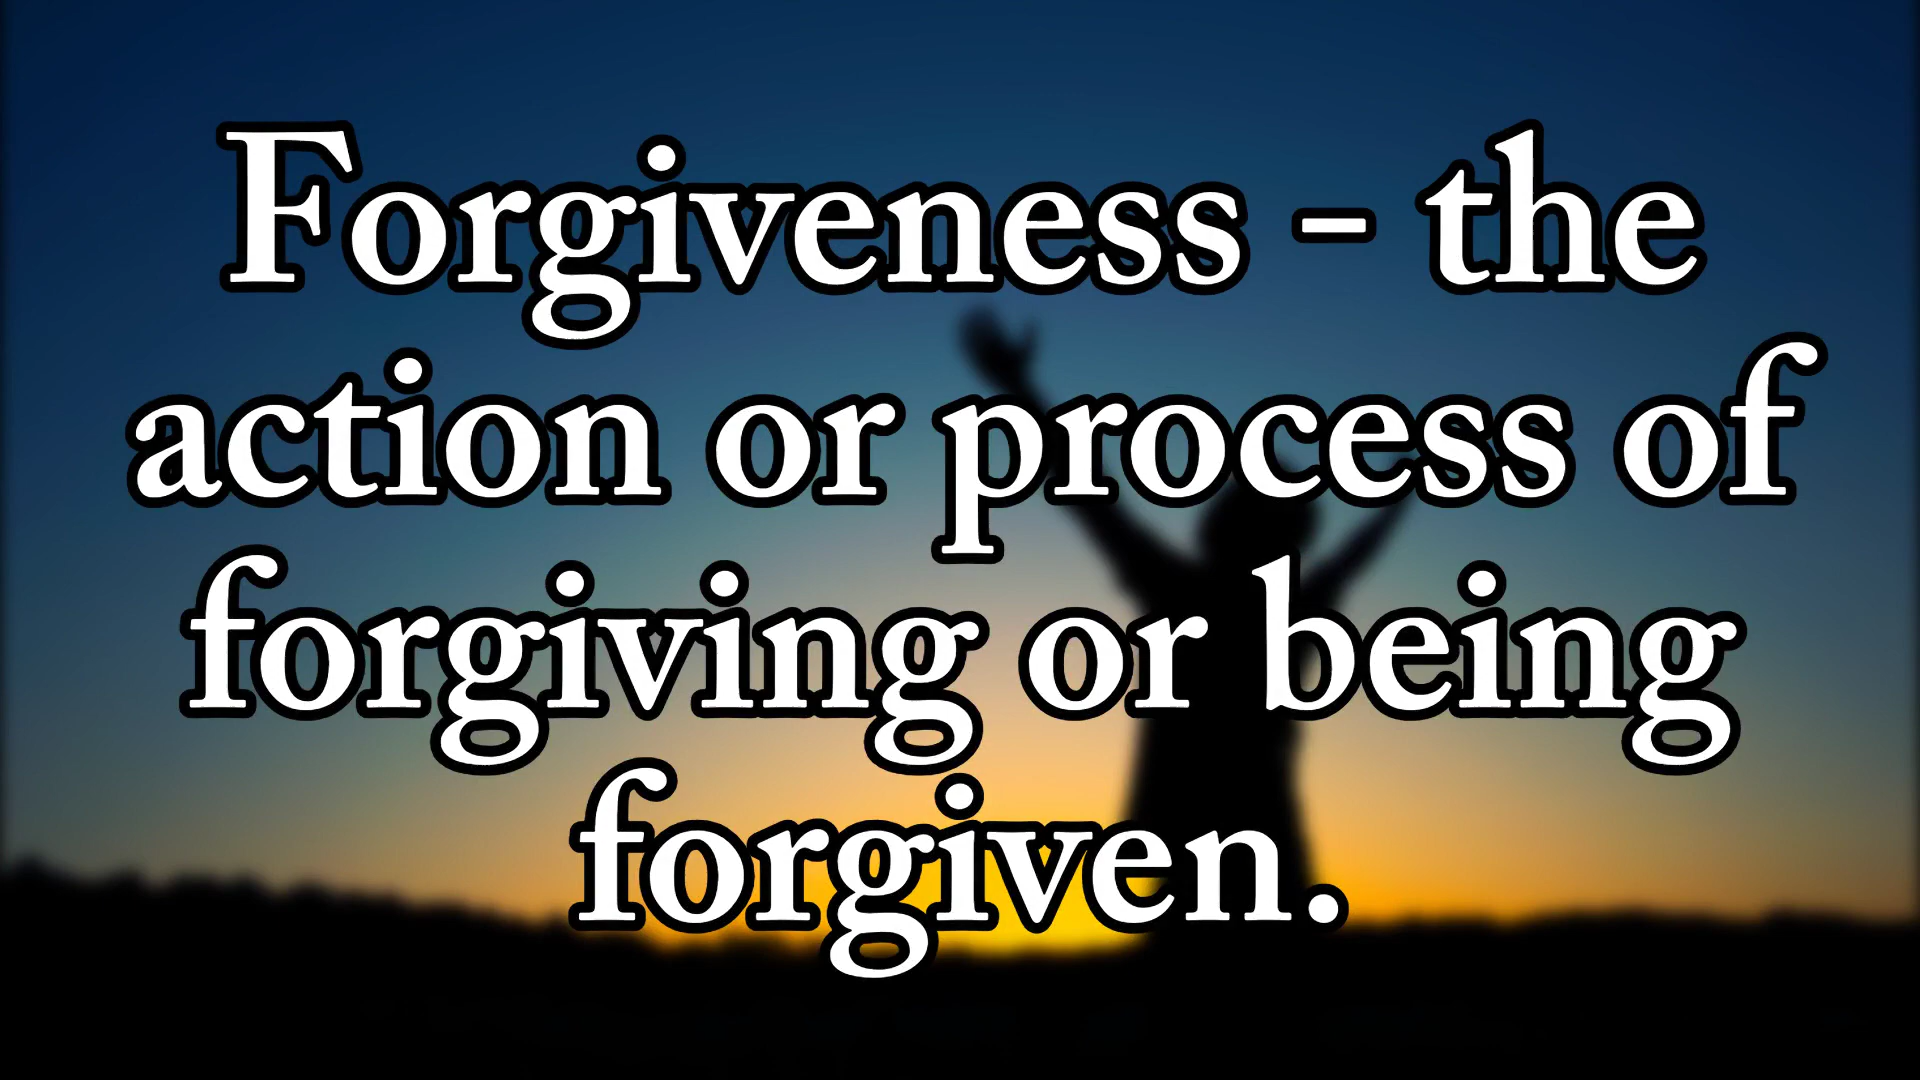 Forgiveness - the
action or process of
forgiving or being
forgiven.